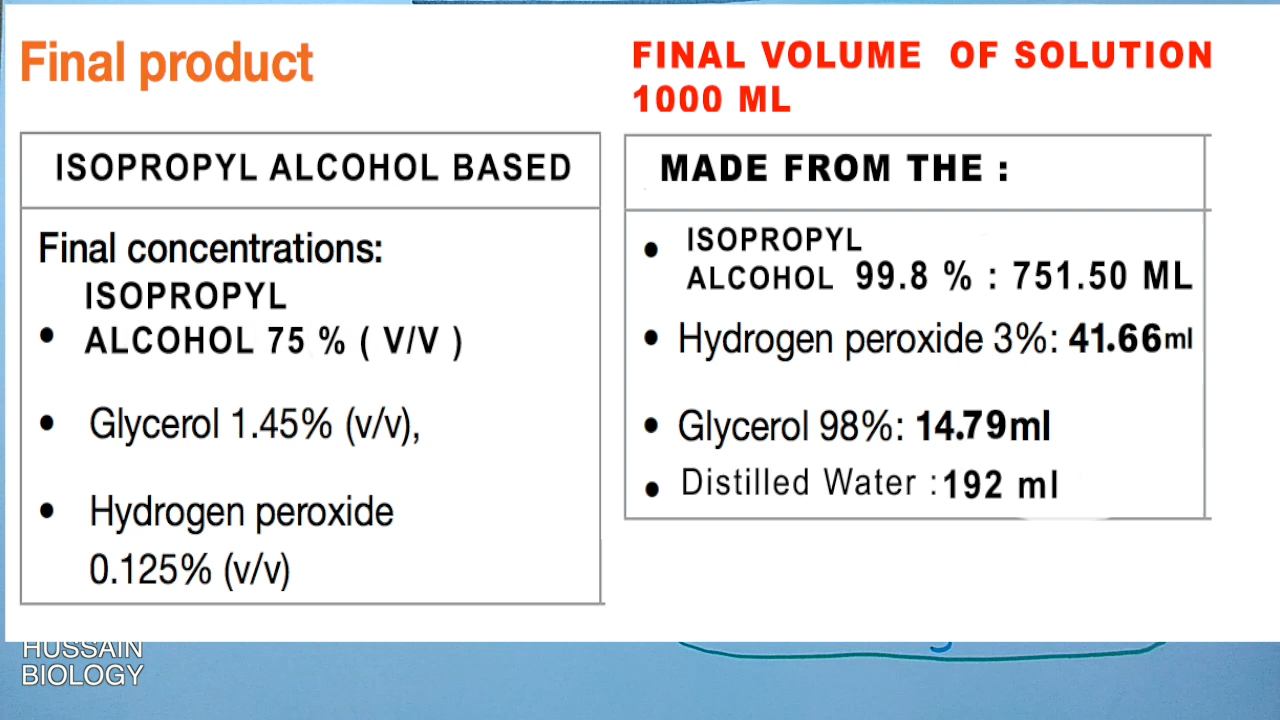 Final product
ISOPROPYL ALCOHOL BASED
Final concentrations:
ISOPROPYL
• ALCOHOL 75 % ( V/V )
• Glycerol 1.45% (v/v),
• Hydrogen peroxide
0.125% (v/v)
FINAL VOLUME OF SOLUTION
1000 ML
MADE FROM THE :
• ISOPROPYL
ALCOHOL 99.8 % : 751.50 ML
• Hydrogen peroxide 3%: 41.66ml
• Glycerol 98%: 14.79ml
• Distilled Water :192 ml
HUSSAIN
BIOLOGY